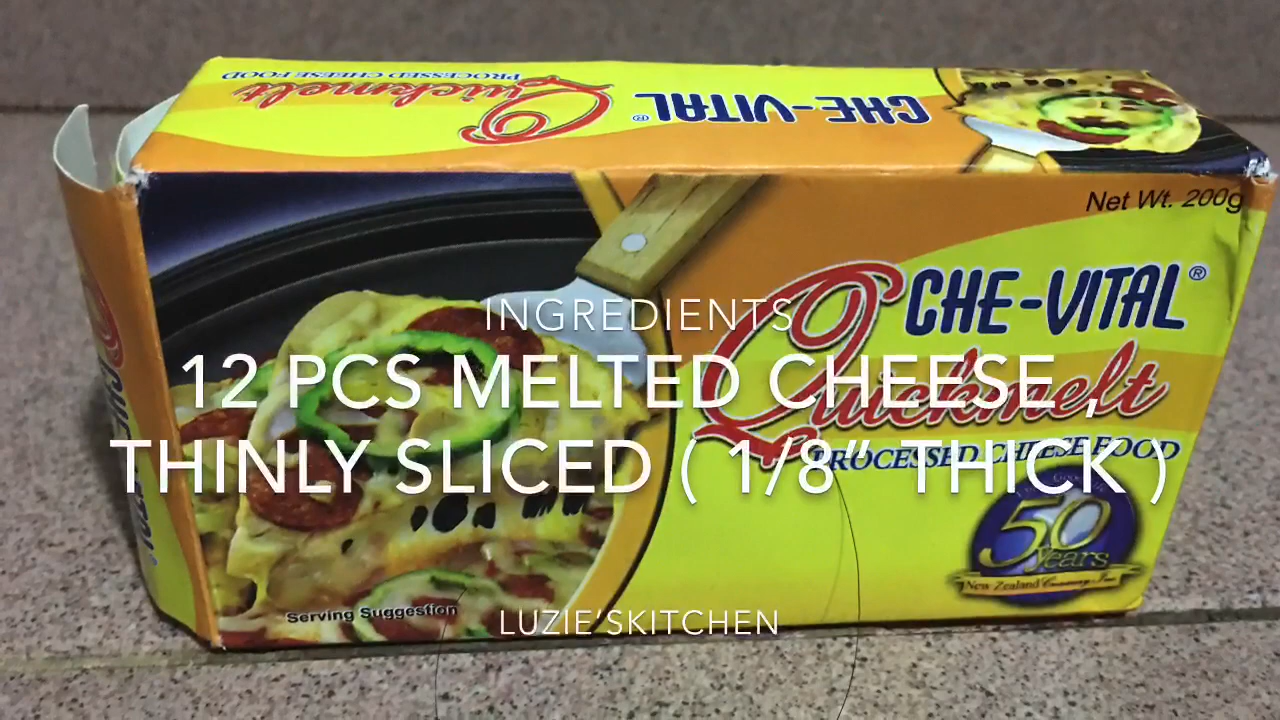 PROCESSED CHEESE FOOD
Quickmelt
CHE-VITAL®
Net Wt. 200g
CHE-VITAL®
Quickmelt
PROCESSED CHEESE FOOD
INGREDIENTS
12 PCS MELTED CHEESE ,
THINLY SLICED ( 1/8” THICK )
50
Years
New Zealand Creamery Inc.
Serving Suggestion
LUZIE’SKITCHEN